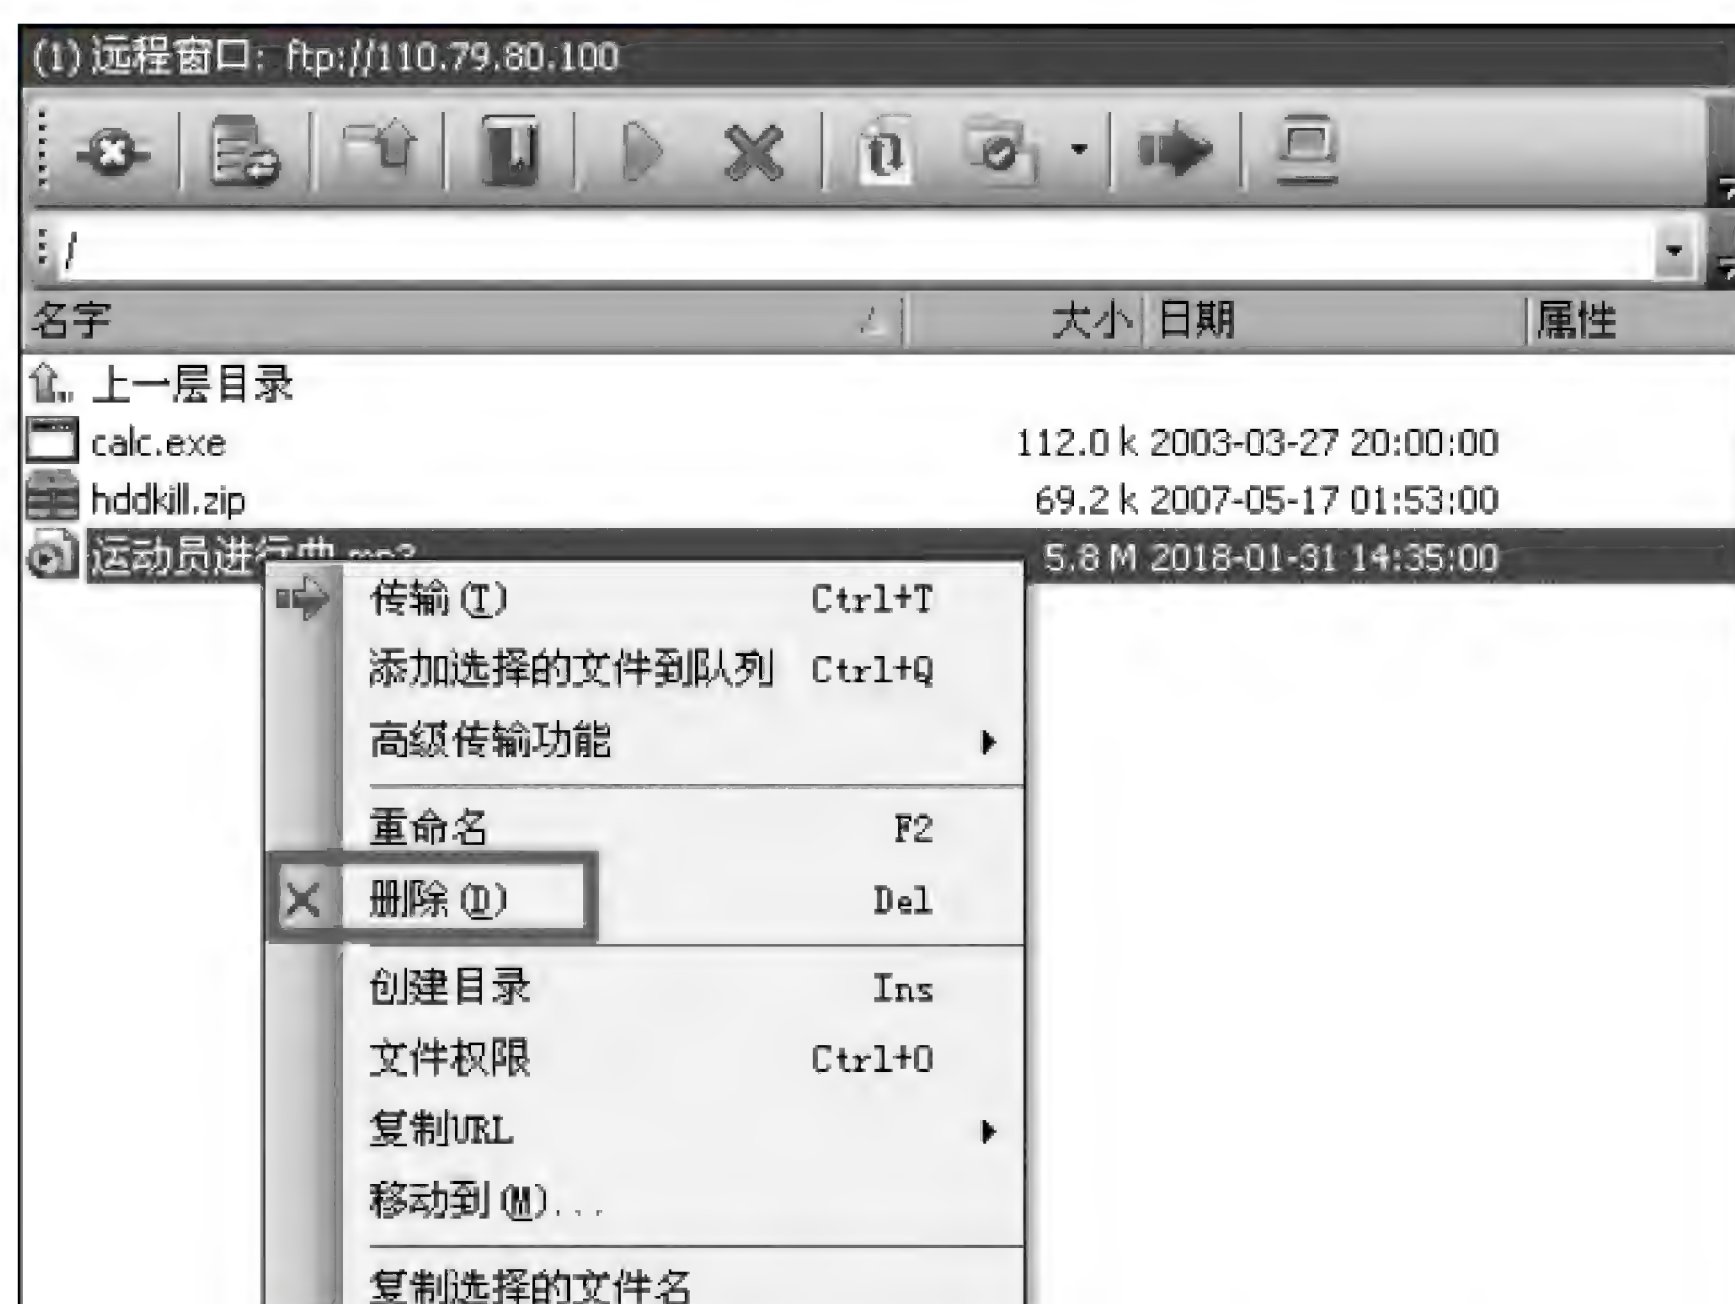 (1) 远程窗口: ftp://110.79.80.100
/
名字 大小 日期 属性
上一层目录
calc.exe 112.0 k 2003-03-27 20:00:00
hddkill.zip 69.2 k 2007-05-17 01:53:00
运动员进行曲.mp3 5.8 M 2018-01-31 14:35:00
传输(T) Ctrl+T
添加选择的文件到队列 Ctrl+Q
高级传输功能
重命名 F2
删除(D) Del
创建目录 Ins
文件权限 Ctrl+O
复制URL
移动到(M)...
复制选择的文件名